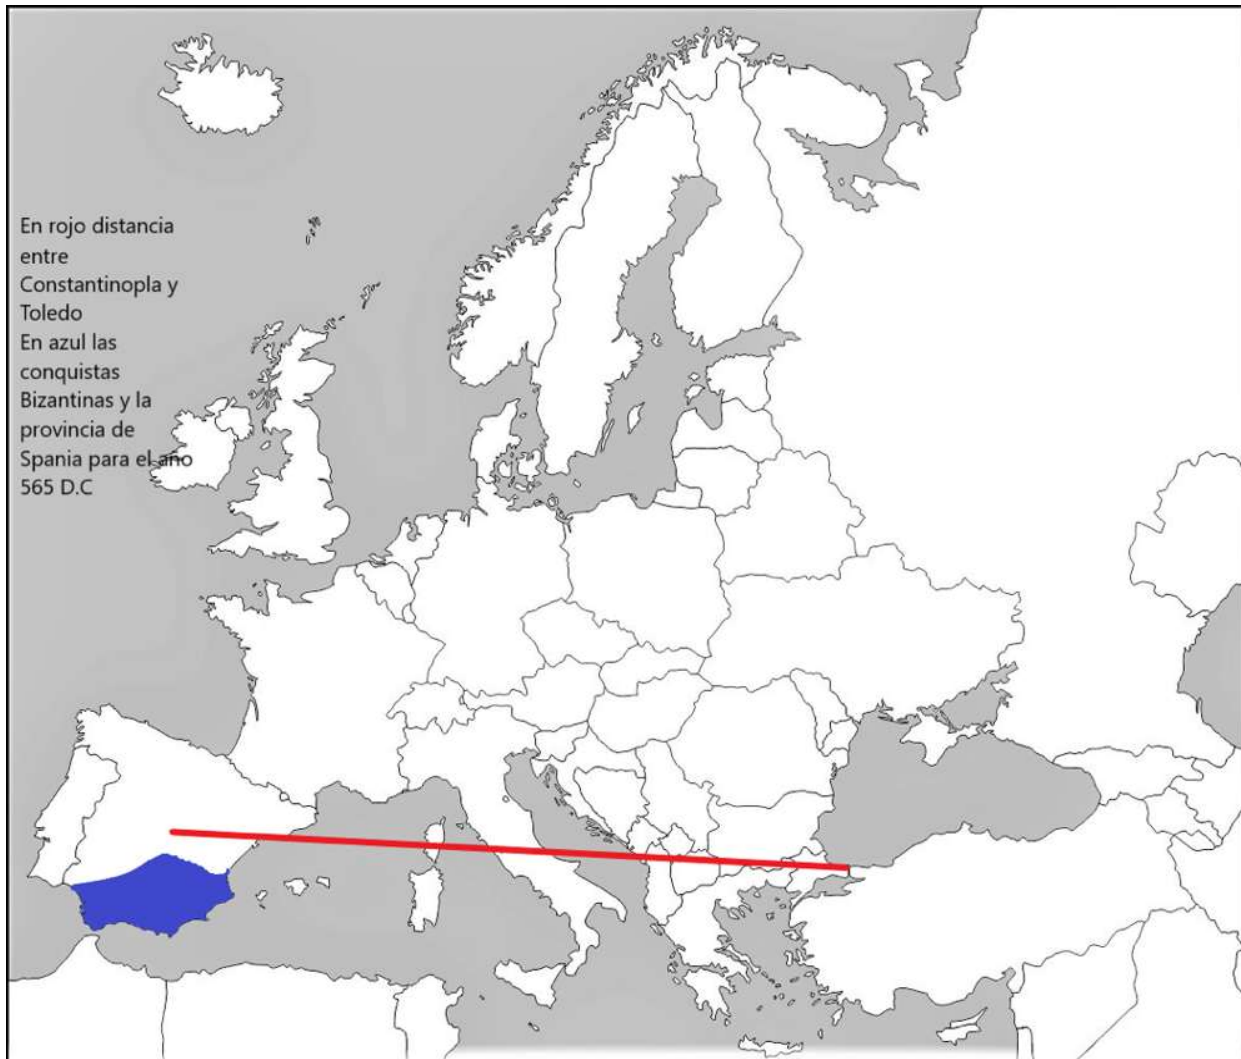 En rojo distancia
entre
Constantinopla y
Toledo
En azul las
conquistas
Bizantinas y la
provincia de
Spania para el año
565 D.C